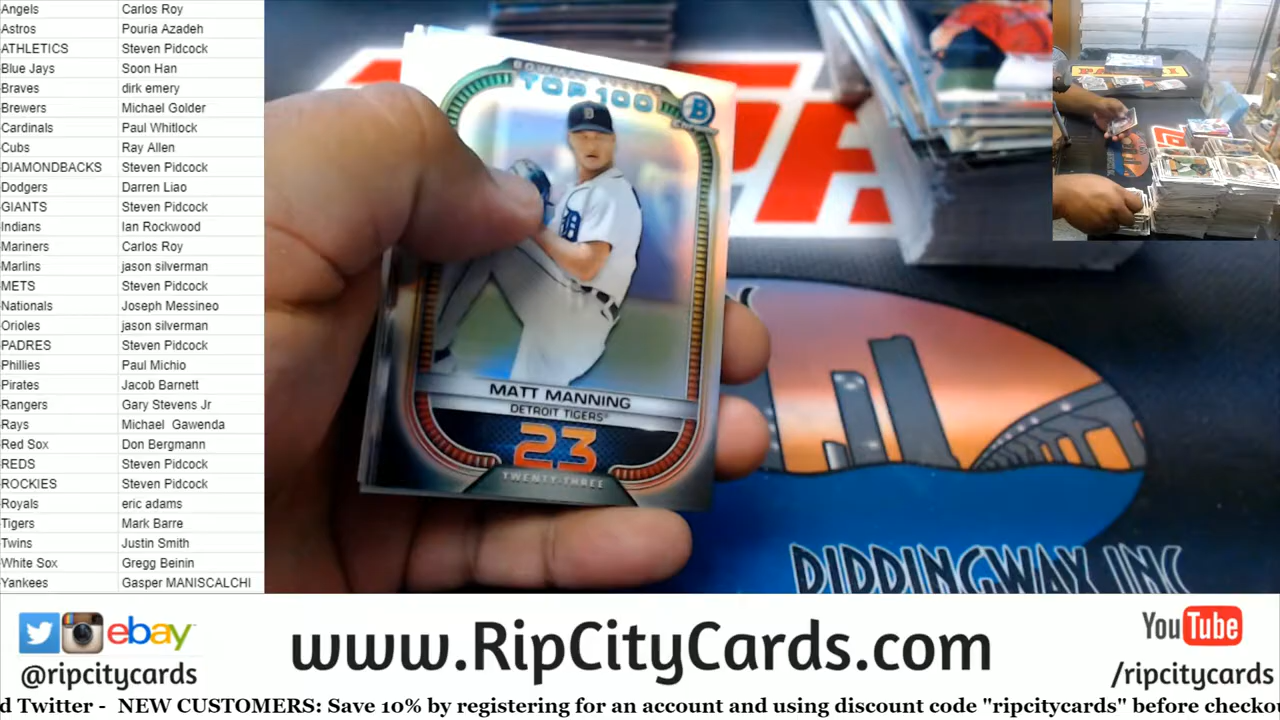 Angels Carlos Roy
Astros Pouria Azadeh
ATHLETICS Steven Pidcock
Blue Jays Soon Han
Braves dirk emery
Brewers Michael Golder
Cardinals Paul Whitlock
Cubs Ray Allen
DIAMONDBACKS Steven Pidcock
Dodgers Darren Liao
GIANTS Steven Pidcock
Indians Ian Rockwood
Mariners Carlos Roy
Marlins jason silverman
METS Steven Pidcock
Nationals Joseph Messineo
Orioles jason silverman
PADRES Steven Pidcock
Phillies Paul Michio
Pirates Jacob Barnett
Rangers Gary Stevens Jr
Rays Michael Gawenda
Red Sox Don Bergmann
REDS Steven Pidcock
ROCKIES Steven Pidcock
Royals eric adams
Tigers Mark Barre
Twins Justin Smith
White Sox Gregg Beinin
Yankees Gasper MANISCALCHI
TOP 100
B
D
MATT MANNING
DETROIT TIGERS
23
TWENTY-THREE
RIPPINGWAX INC
ebay
@ripcitycards
www.RipCityCards.com
You Tube
/ripcitycards
d Twitter - NEW CUSTOMERS: Save 10% by registering for an account and using discount code "ripcitycards" before checkou